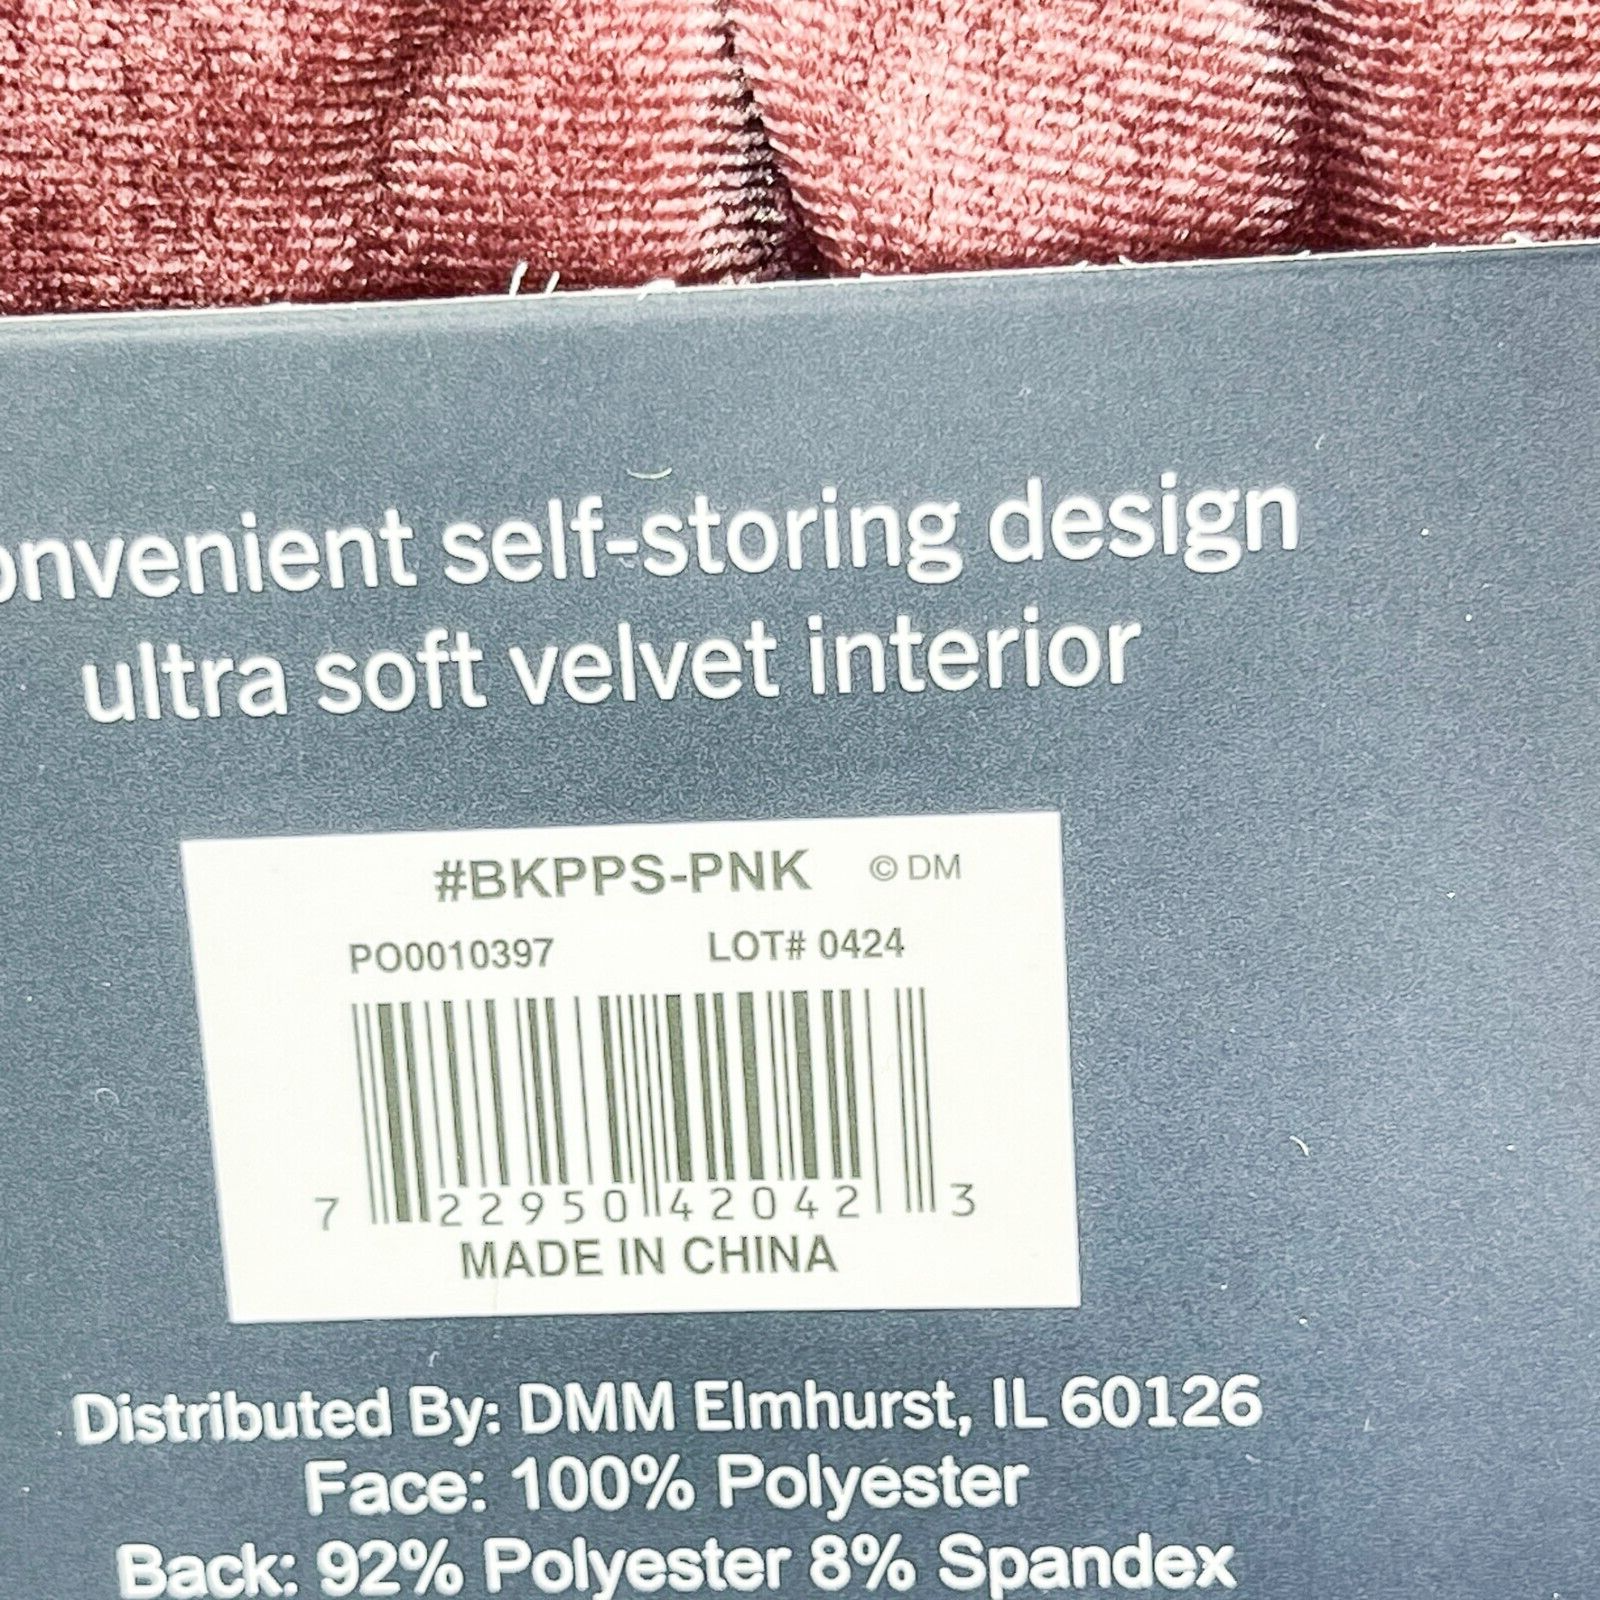 onvenient self-storing design
ultra soft velvet interior
#BKPPS-PNK © DM
PO0010397 LOT# 0424
7 22950 42042 3
MADE IN CHINA
Distributed By: DMM Elmhurst, IL 60126
Face: 100% Polyester
Back: 92% Polyester 8% Spandex